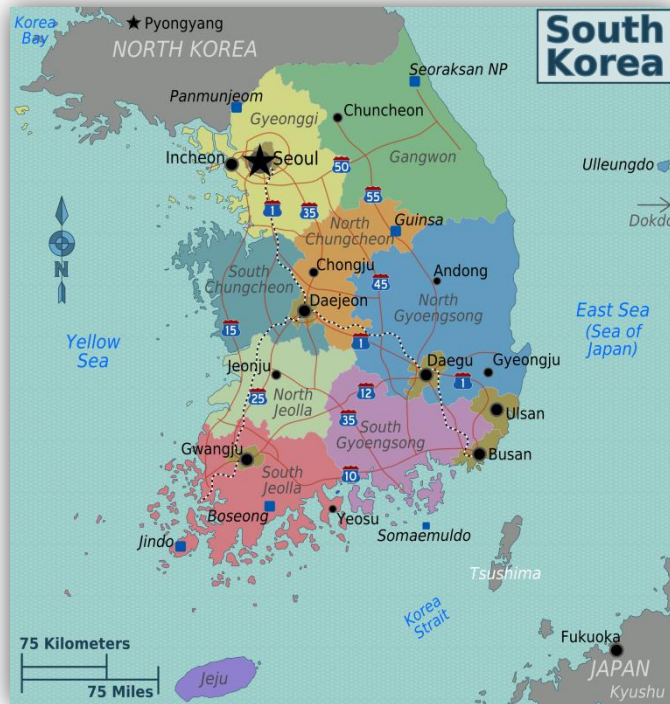 Korea
Bay
Pyongyang
NORTH KOREA
South
Korea
Seoraksan NP
Panmunjeom
Gyeonggi
Chuncheon
Gangwon
Incheon
Seoul
50
55
Ulleungdo
Dokdo
1
35
North
Chungcheon
Guinsa
N
South
Chungcheon
Chongju
45
Andong
North
Gyoengsong
Daejeon
15
1
East Sea
(Sea of
Japan)
Yellow
Sea
Jeonju
25
North
Jeolla
12
Daegu
1
Gyeongju
35
South
Gyoengsong
Ulsan
Gwangju
South
Jeolla
10
Busan
Boseong
Yeosu
Somaemuldo
Jindo
Tsushima
Korea
Strait
75 Kilometers
75 Miles
Jeju
Fukuoka
JAPAN
Kyushu